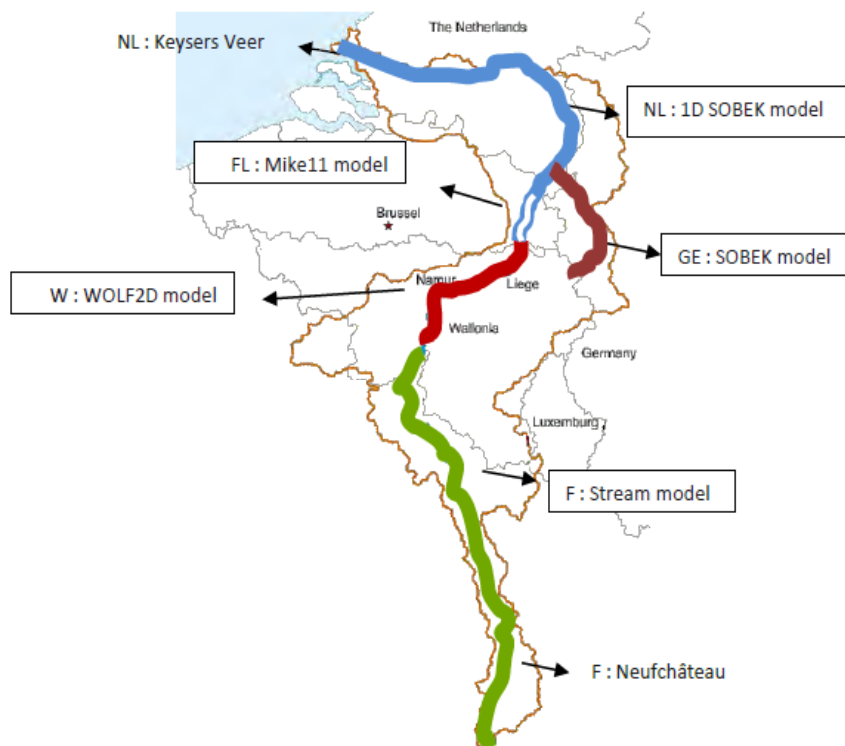 The Netherlands
NL : Keysers Veer
NL : 1D SOBEK model
FL : Mike11 model
Brussel
GE : SOBEK model
Namur
Liege
W : WOLF2D model
Wallonia
Germany
Luxemburg
F : Stream model
F : Neufchâteau